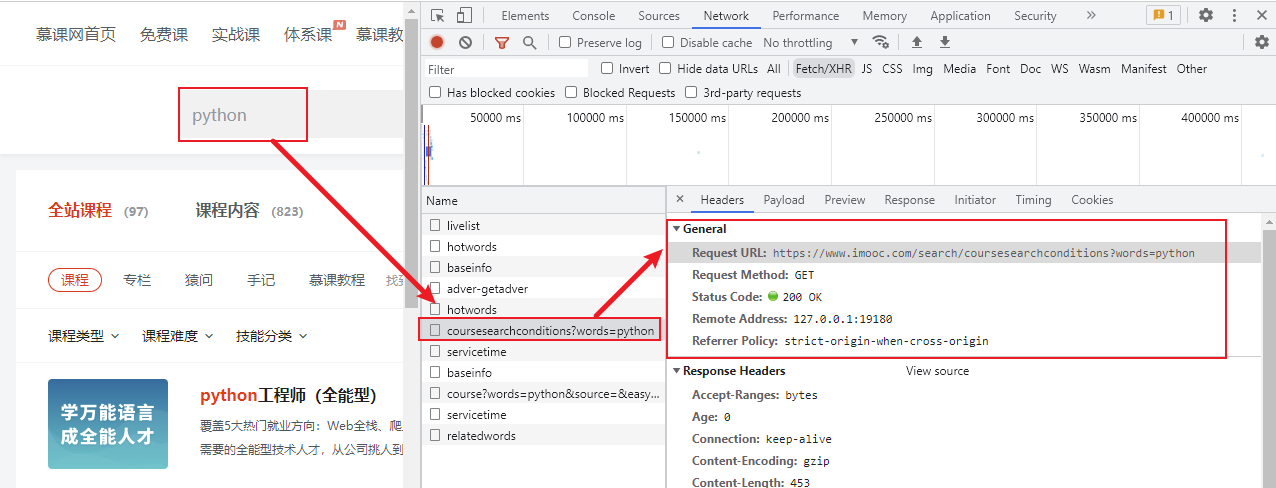 慕课网首页 免费课 实战课 体系课 N 慕课教
python
全站课程 (97) 课程内容 (823)
课程 专栏 猿问 手记 慕课教程 找到
课程类型 课程难度 技能分类
学万能语言
成全能人才
python工程师（全能型）
覆盖5大热门就业方向：Web全栈、爬
需要的全能型技术人才，从公司挑人到
Elements Console Sources Network Performance Memory Application Security » 1
Preserve log Disable cache No throttling
Filter Invert Hide data URLs All Fetch/XHR JS CSS Img Media Font Doc WS Wasm Manifest Other
Has blocked cookies Blocked Requests 3rd-party requests
50000 ms 100000 ms 150000 ms 200000 ms 250000 ms 300000 ms 350000 ms 400000 ms
Name
livelist
hotwords
baseinfo
adver-getadver
hotwords
coursesearchconditions?words=python
servicetime
baseinfo
course?words=python&source=&easy...
servicetime
relatedwords
× Headers Payload Preview Response Initiator Timing Cookies
General
Request URL: https://www.imooc.com/search/coursesearchconditions?words=python
Request Method: GET
Status Code: 200 OK
Remote Address: 127.0.0.1:19180
Referrer Policy: strict-origin-when-cross-origin
Response Headers View source
Accept-Ranges: bytes
Age: 0
Connection: keep-alive
Content-Encoding: gzip
Content-Length: 453